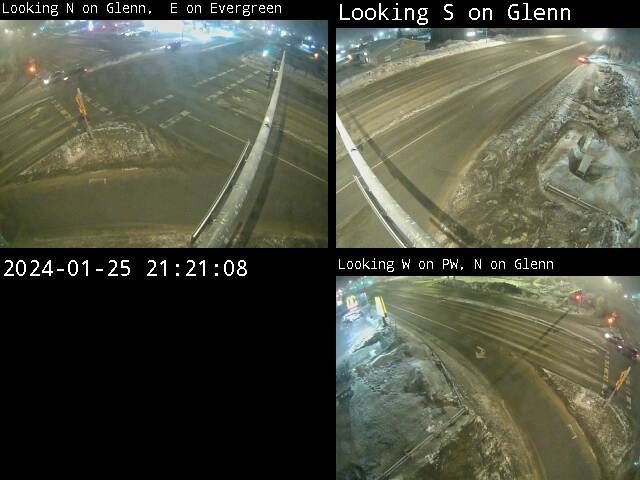 Looking N on Glenn,  E on Evergreen
Looking S on Glenn
2024-01-25 21:21:08
Looking W on PW, N on Glenn